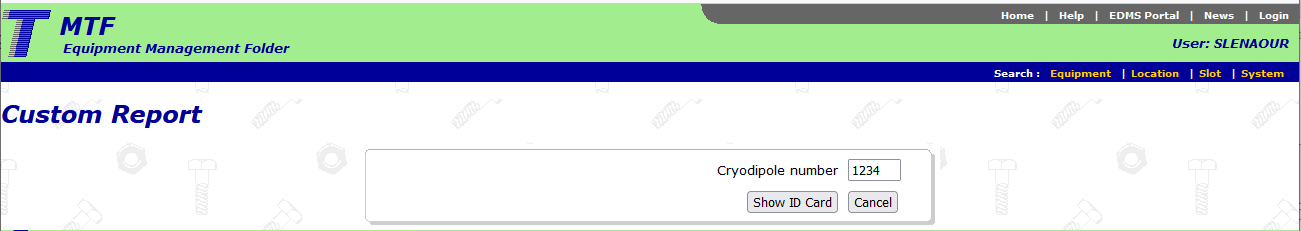 Home | Help | EDMS Portal | News | Login
MTF
Equipment Management Folder
User: SLENAOUR
Search : Equipment | Location | Slot | System
Custom Report
Cryodipole number 1234
Show ID Card Cancel